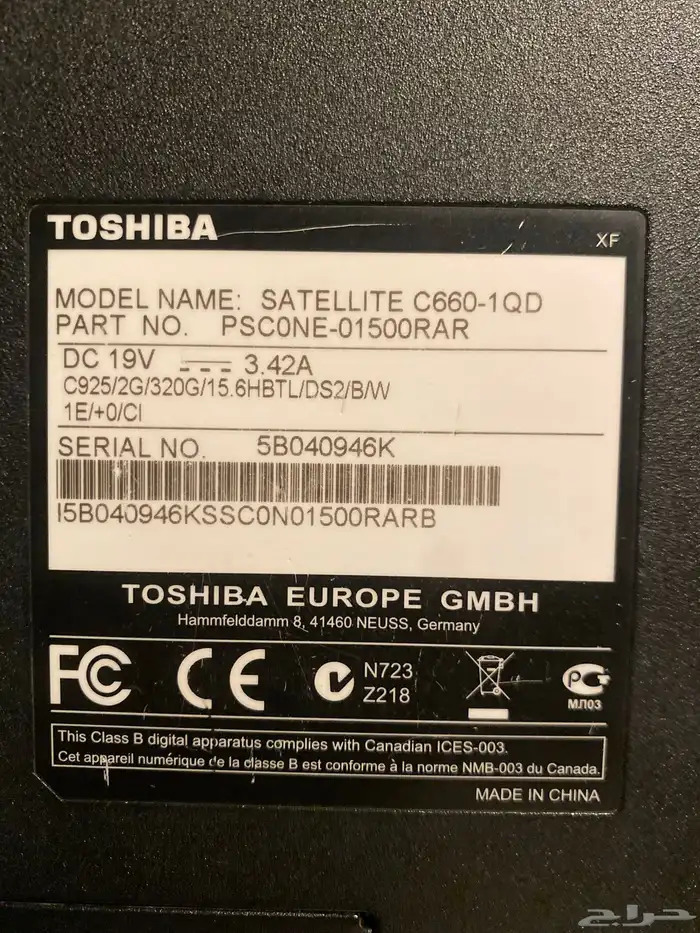 TOSHIBA
XF
MODEL NAME: SATELLITE C660-1QD
PART NO. PSC0NE-01500RAR
DC 19V 3.42A
C925/2G/320G/15.6HBTL/DS2/B/W
1E/+0/CI
SERIAL NO. 5B040946K
I5B040946KSSC0N01500RARB
TOSHIBA EUROPE GMBH
Hammfelddamm 8, 41460 NEUSS, Germany
FC CE N723
Z218
PC
МЛ03
This Class B digital apparatus complies with Canadian ICES-003.
Cet appareil numérique de la classe B est conforme à la norme NMB-003 du Canada.
MADE IN CHINA
حراج